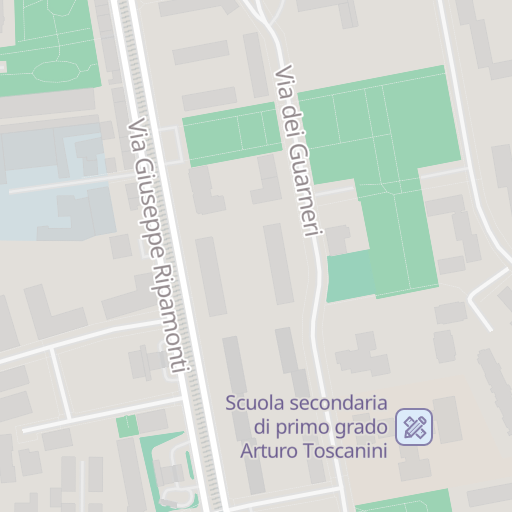 Via dei Guarneri
Via Giuseppe Ripamonti
Scuola secondaria
di primo grado
Arturo Toscanini